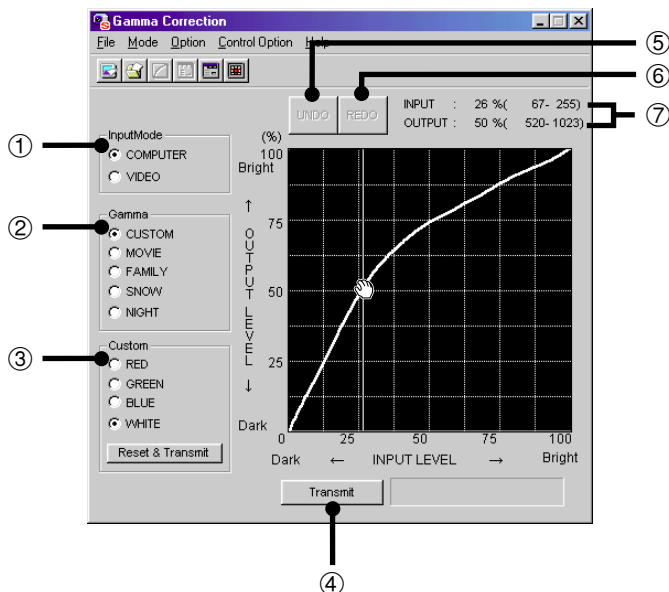 Gamma Correction
File Mode Option Control Option Help
⑤
⑥
⑦
UNDO REDO
INPUT : 26 %( 67- 255)
OUTPUT : 50 %( 520- 1023)
①
InputMode
COMPUTER
VIDEO
②
Gamma
CUSTOM
MOVIE
FAMILY
SNOW
NIGHT
③
Custom
RED
GREEN
BLUE
WHITE
Reset & Transmit
(%)
100
Bright
↑
75
OUTPUT LEVEL
50
25
↓
Dark
0 25 50 75 100
Dark ← INPUT LEVEL → Bright
Transmit
④